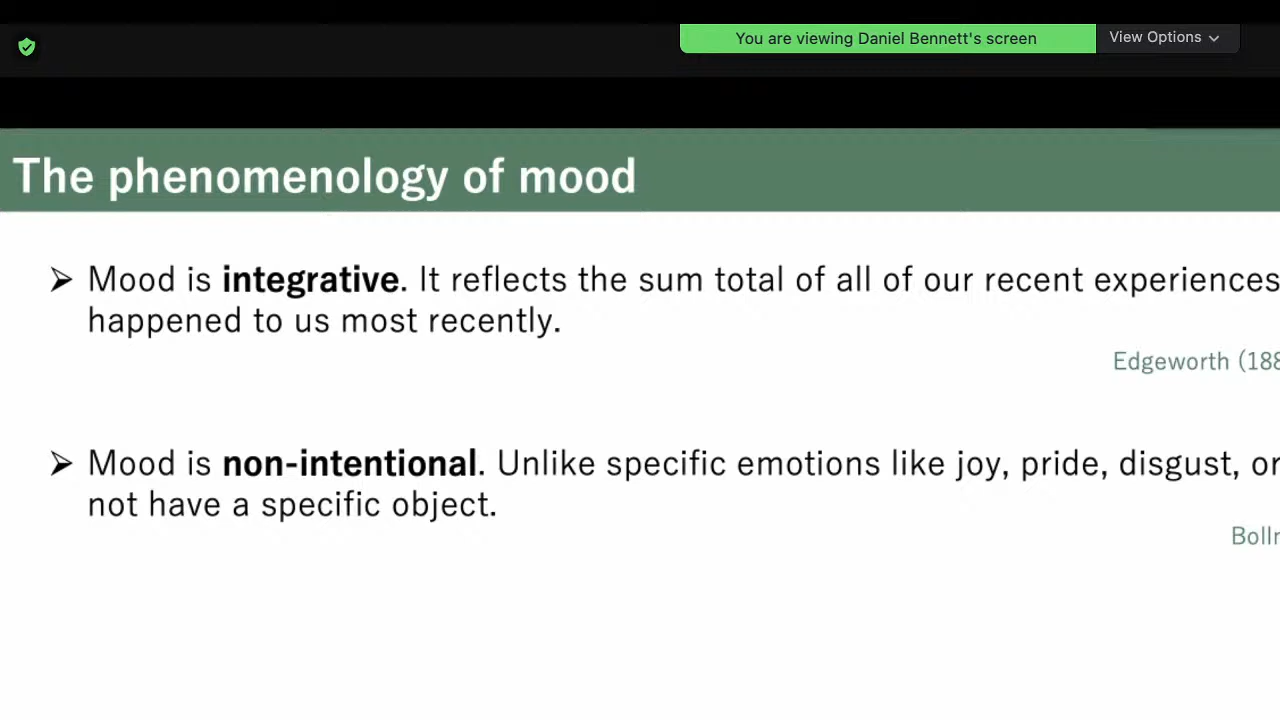 You are viewing Daniel Bennett's screen
View Options
The phenomenology of mood
➤ Mood is integrative. It reflects the sum total of all of our recent experiences
happened to us most recently.
Edgeworth (188
➤ Mood is non-intentional. Unlike specific emotions like joy, pride, disgust, or
not have a specific object.